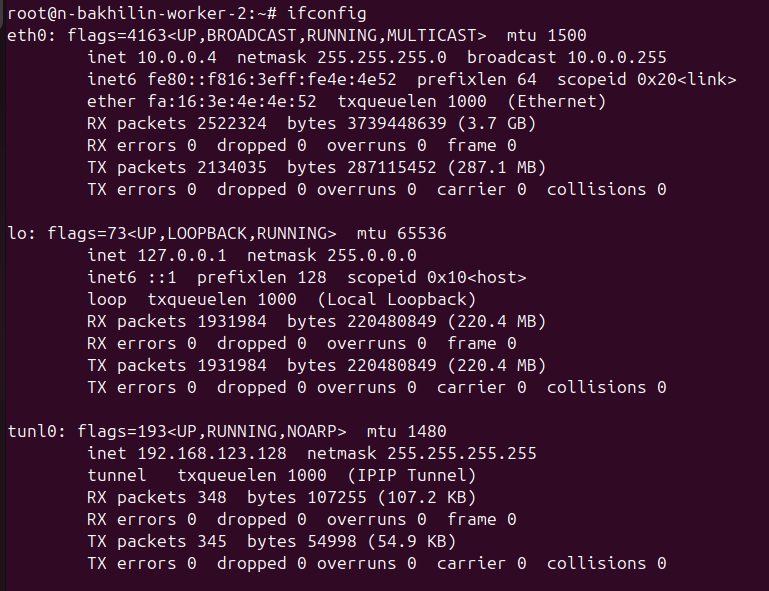 root@n-bakhilin-worker-2:~# ifconfig
eth0: flags=4163<UP,BROADCAST,RUNNING,MULTICAST>  mtu 1500
        inet 10.0.0.4  netmask 255.255.255.0  broadcast 10.0.0.255
        inet6 fe80::f816:3eff:fe4e:4e52  prefixlen 64  scopeid 0x20<link>
        ether fa:16:3e:4e:4e:52  txqueuelen 1000  (Ethernet)
        RX packets 2522324  bytes 3739448639 (3.7 GB)
        RX errors 0  dropped 0  overruns 0  frame 0
        TX packets 2134035  bytes 287115452 (287.1 MB)
        TX errors 0  dropped 0 overruns 0  carrier 0  collisions 0

lo: flags=73<UP,LOOPBACK,RUNNING>  mtu 65536
        inet 127.0.0.1  netmask 255.0.0.0
        inet6 ::1  prefixlen 128  scopeid 0x10<host>
        loop  txqueuelen 1000  (Local Loopback)
        RX packets 1931984  bytes 220480849 (220.4 MB)
        RX errors 0  dropped 0  overruns 0  frame 0
        TX packets 1931984  bytes 220480849 (220.4 MB)
        TX errors 0  dropped 0 overruns 0  carrier 0  collisions 0

tunl0: flags=193<UP,RUNNING,NOARP>  mtu 1480
        inet 192.168.123.128  netmask 255.255.255.255
        tunnel   txqueuelen 1000  (IPIP Tunnel)
        RX packets 348  bytes 107255 (107.2 KB)
        RX errors 0  dropped 0  overruns 0  frame 0
        TX packets 345  bytes 54998 (54.9 KB)
        TX errors 0  dropped 0 overruns 0  carrier 0  collisions 0